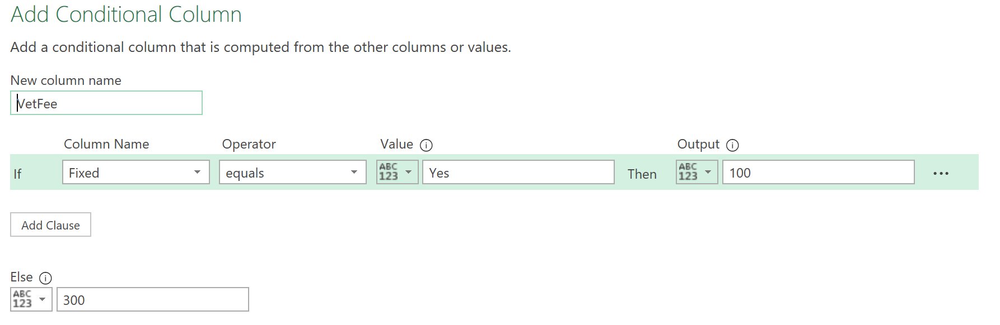 Add Conditional Column
Add a conditional column that is computed from the other columns or values.
New column name
VetFee
Column Name Operator Value Output
If Fixed equals ABC 123 Yes Then ABC 123 100 ...
Add Clause
Else
ABC 123 300